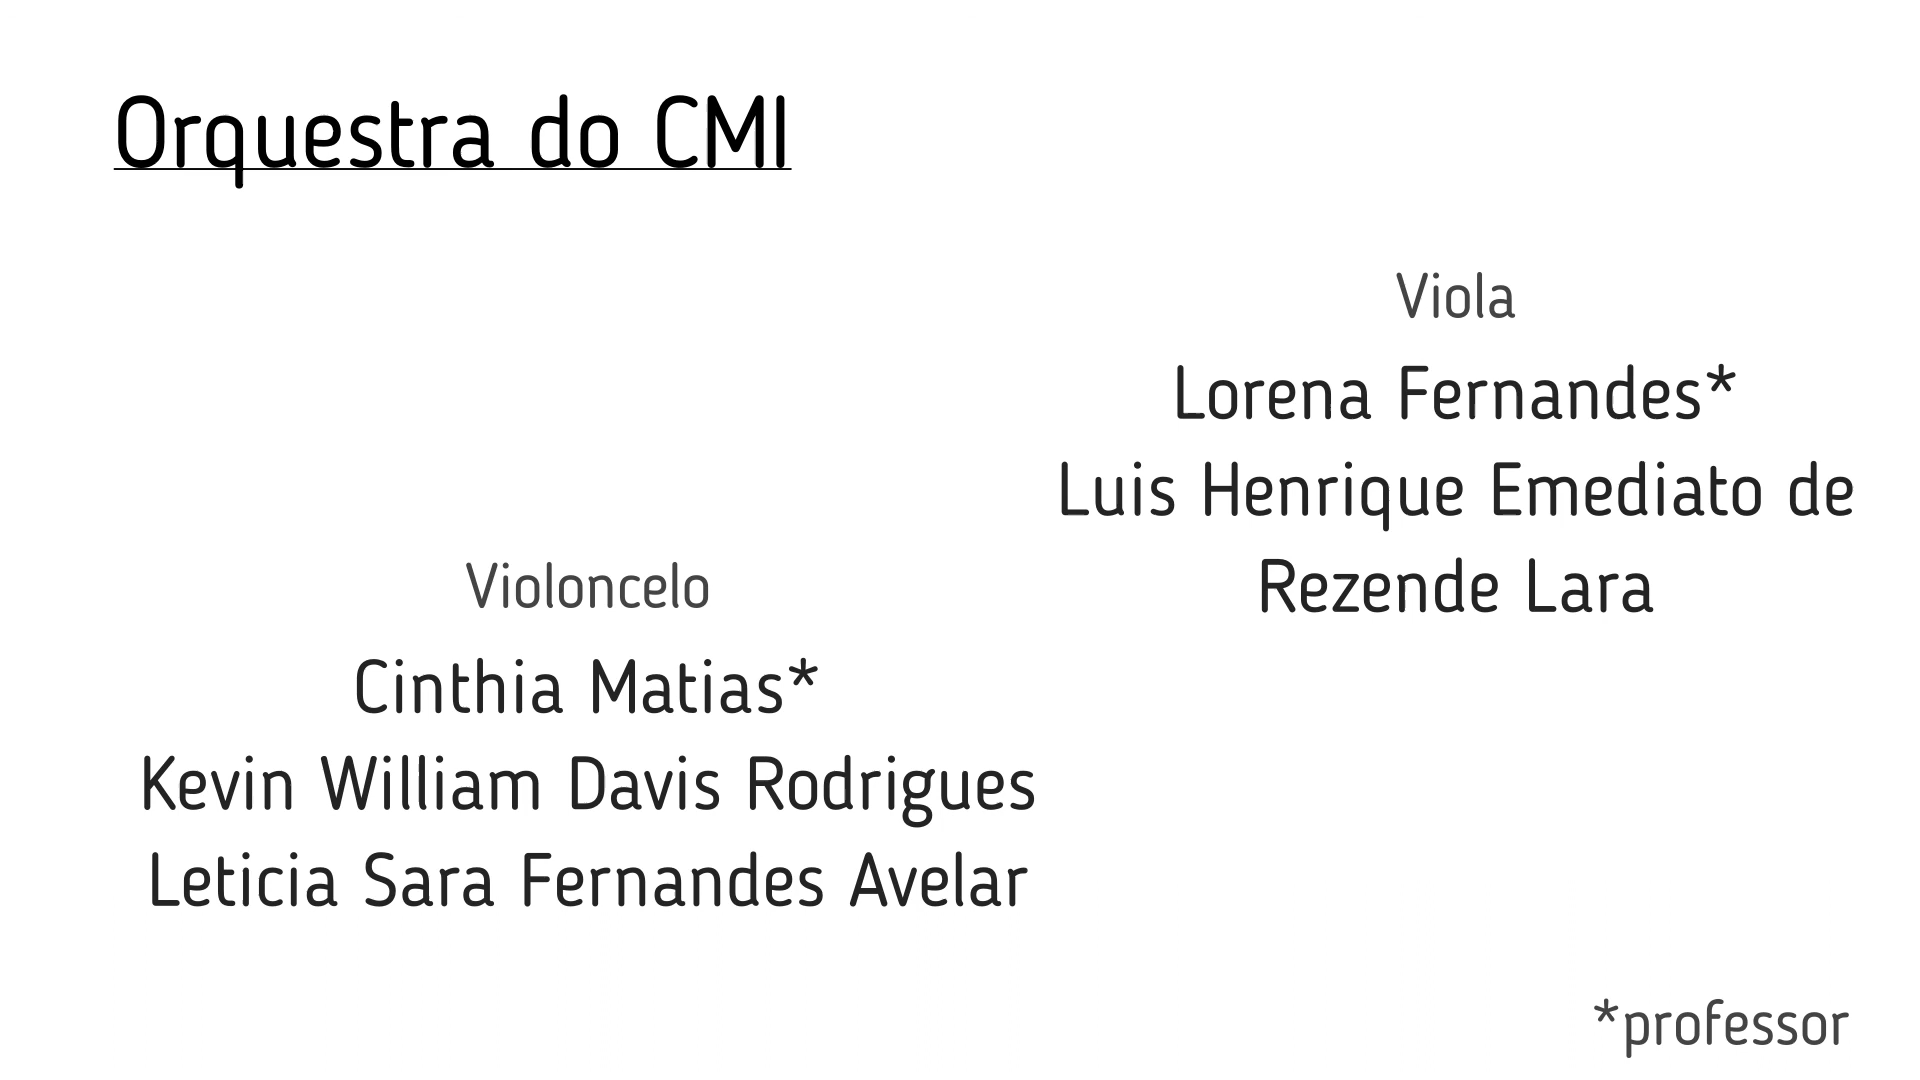 Orquestra do CMI
Viola
Lorena Fernandes*
Luis Henrique Emediato de
Rezende Lara
Violoncelo
Cinthia Matias*
Kevin William Davis Rodrigues
Leticia Sara Fernandes Avelar
*professor